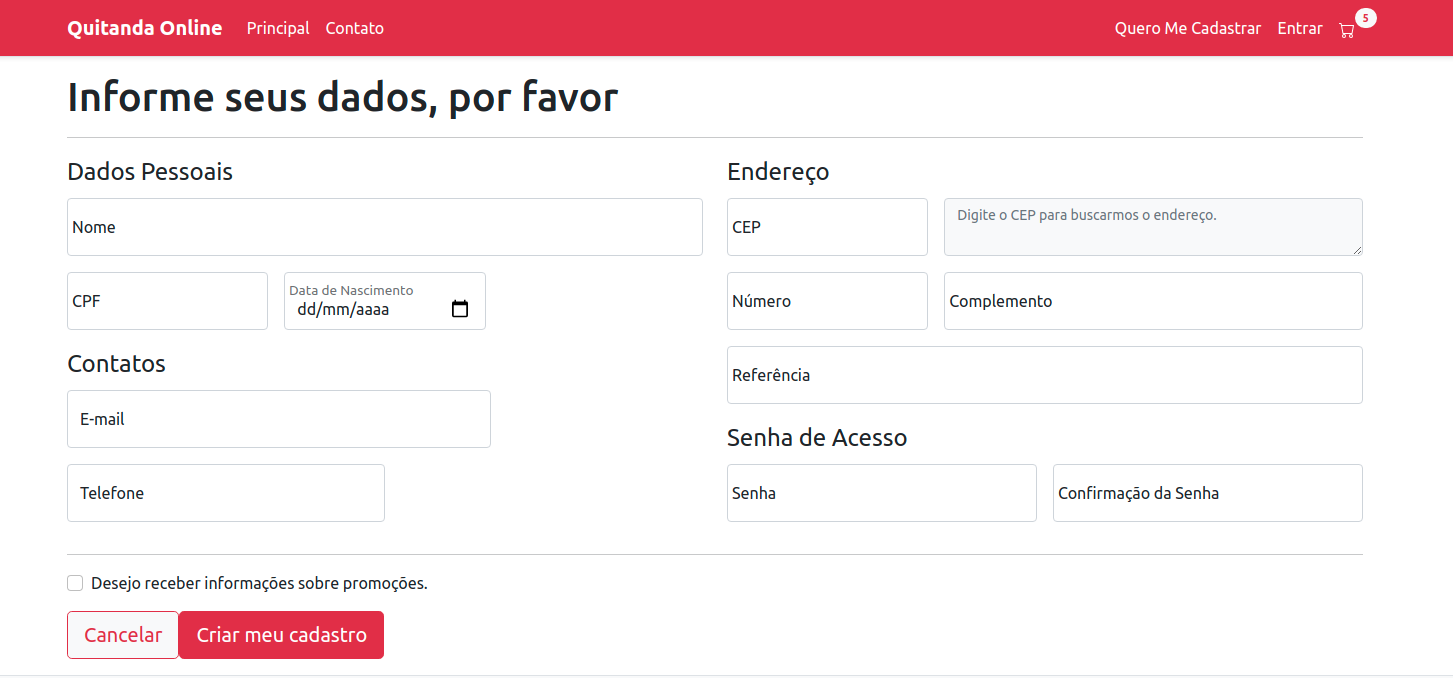 Quitanda Online Principal Contato Quero Me Cadastrar Entrar 5
Informe seus dados, por favor
Dados Pessoais
Nome
CPF
Data de Nascimento
dd/mm/aaaa
Contatos
E-mail
Telefone
Endereço
CEP
Digite o CEP para buscarmos o endereço.
Número
Complemento
Referência
Senha de Acesso
Senha
Confirmação da Senha
Desejo receber informações sobre promoções.
Cancelar
Criar meu cadastro